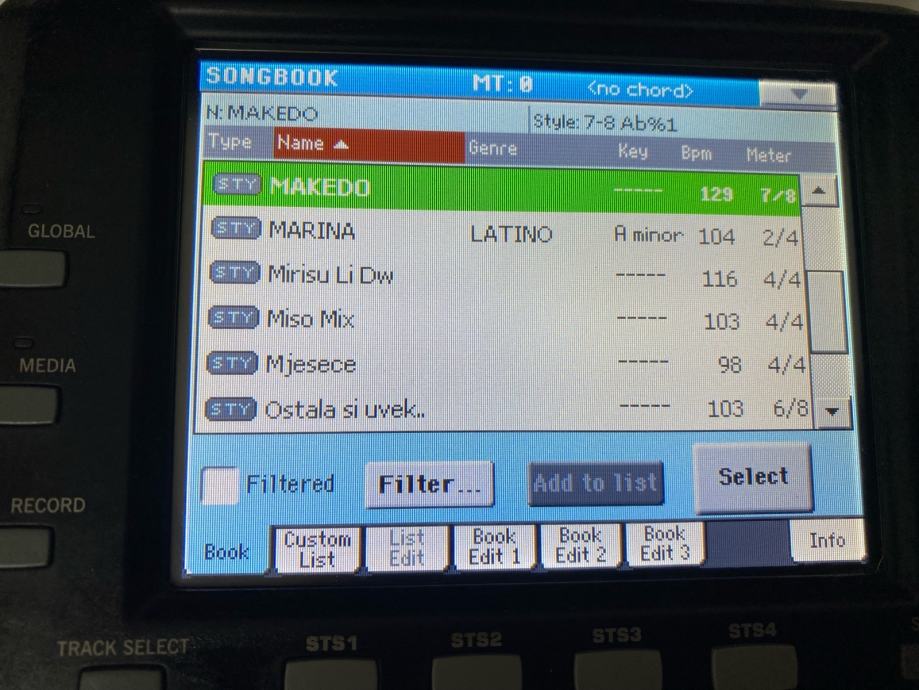 SONGBOOK MT: 0 <no chord>
N: MAKEDO Style: 7-8 Ab%1
Type Name Genre Key Bpm Meter
STY MAKEDO ----- 129 7/8
STY MARINA LATINO A minor 104 2/4
GLOBAL
STY Mirisu Li Dw ----- 116 4/4
STY Miso Mix ----- 103 4/4
MEDIA
STY Mjesece ----- 98 4/4
STY Ostala si uvek.. ----- 103 6/8
Filtered Filter... Add to list Select
RECORD
Book Custom List List Edit Book Edit 1 Book Edit 2 Book Edit 3 Info
TRACK SELECT STS1 STS2 STS3 STS4